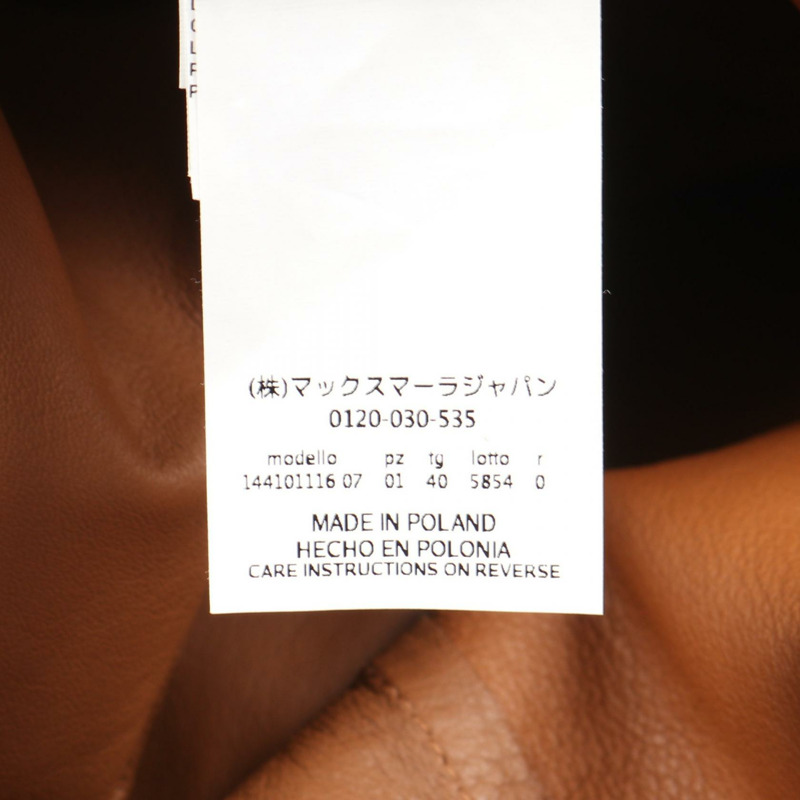 (株)マックスマーラジャパン
0120-030-535
modello pz tg lotto r
144101116 07 01 40 5854 0
MADE IN POLAND
HECHO EN POLONIA
CARE INSTRUCTIONS ON REVERSE